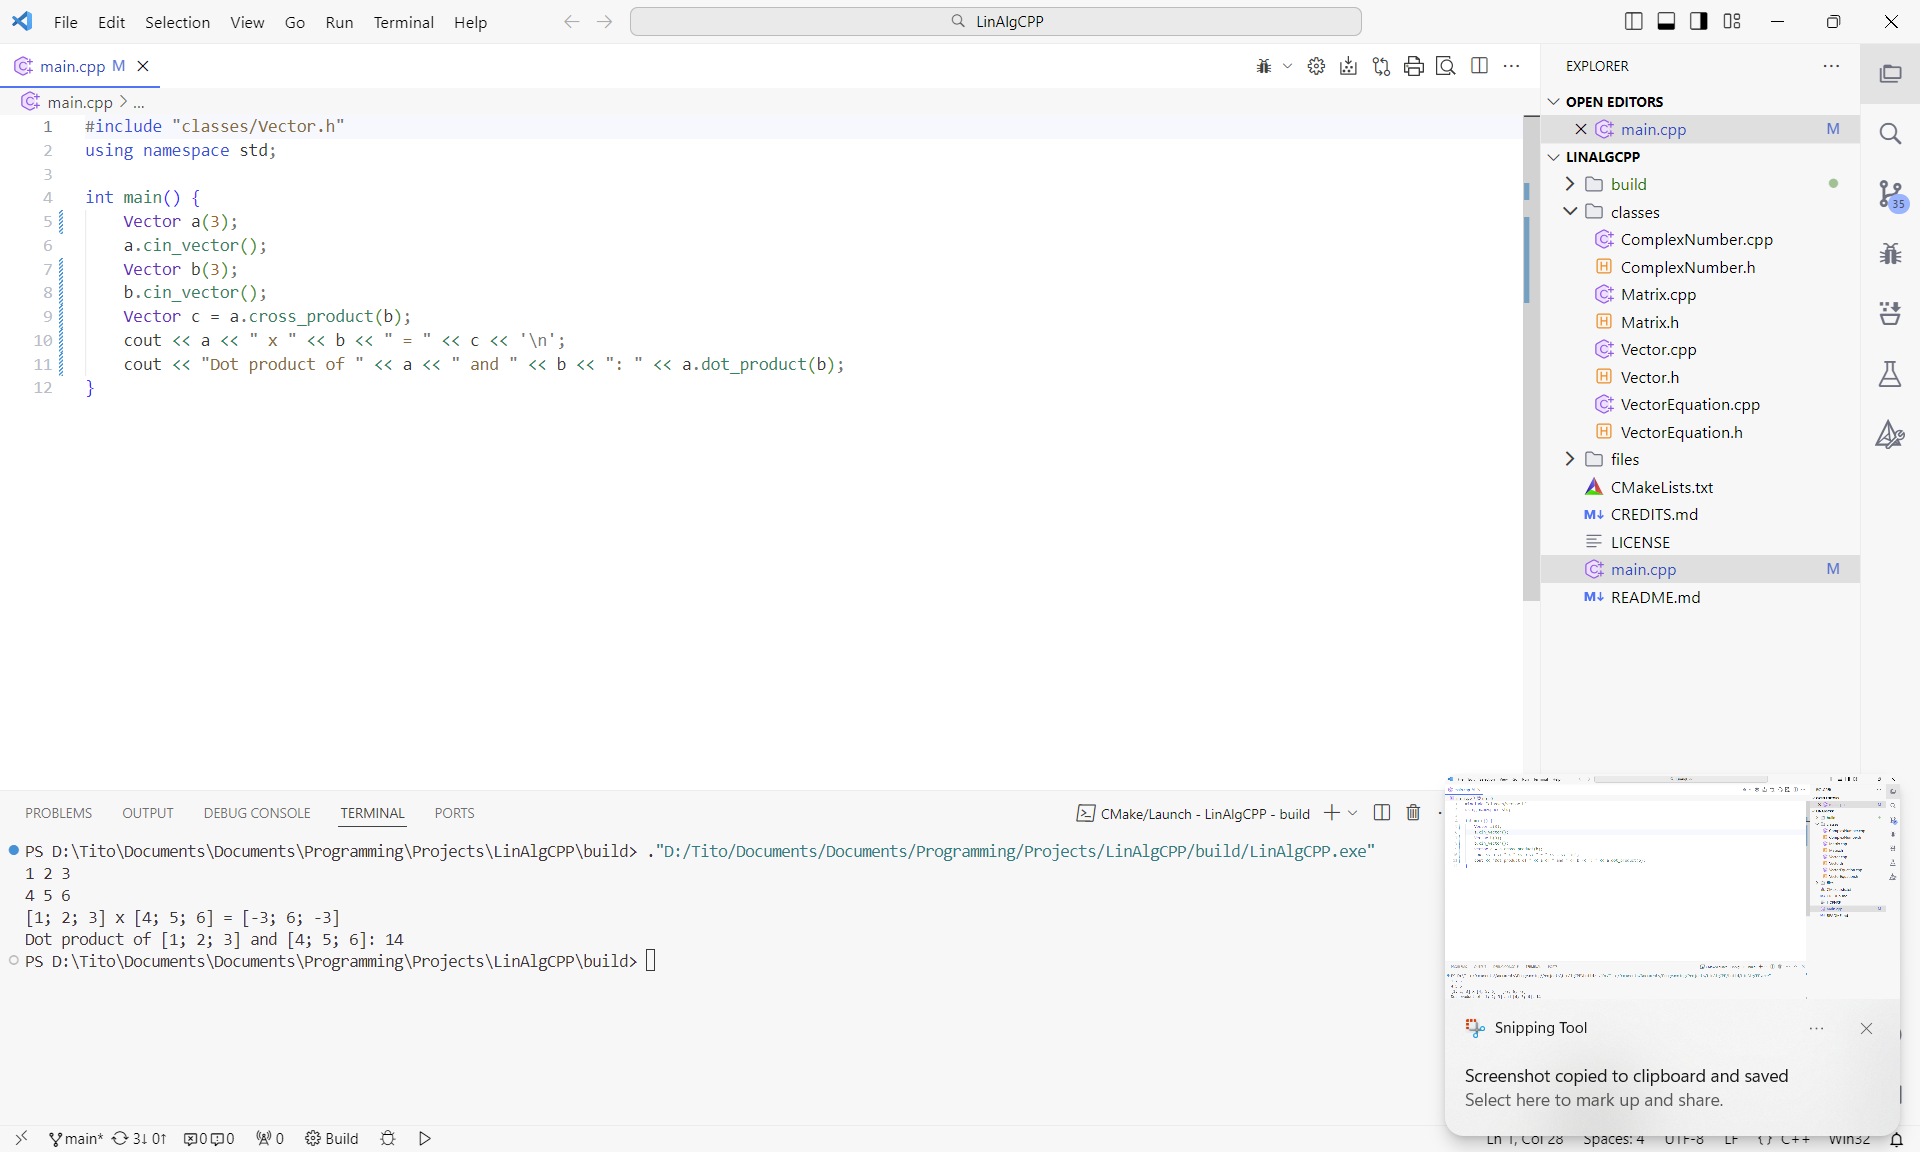 File Edit Selection View Go Run Terminal Help
LinAlgCPP
main.cpp M
main.cpp > ...
1 #include "classes/Vector.h"
2 using namespace std;
3
4 int main() {
5 Vector a(3);
6 a.cin_vector();
7 Vector b(3);
8 b.cin_vector();
9 Vector c = a.cross_product(b);
10 cout << a << " x " << b << " = " << c << '\n';
11 cout << "Dot product of " << a << " and " << b << ": " << a.dot_product(b);
12 }
EXPLORER
OPEN EDITORS
main.cpp M
LINALGCPP
build
classes
ComplexNumber.cpp
ComplexNumber.h
Matrix.cpp
Matrix.h
Vector.cpp
Vector.h
VectorEquation.cpp
VectorEquation.h
files
CMakeLists.txt
CREDITS.md
LICENSE
main.cpp M
README.md
35
PROBLEMS OUTPUT DEBUG CONSOLE TERMINAL PORTS
CMake/Launch - LinAlgCPP - build
PS D:\Tito\Documents\Documents\Programming\Projects\LinAlgCPP\build> ."D:/Tito/Documents/Documents/Programming/Projects/LinAlgCPP/build/LinAlgCPP.exe"
1 2 3
4 5 6
[1; 2; 3] x [4; 5; 6] = [-3; 6; -3]
Dot product of [1; 2; 3] and [4; 5; 6]: 14
PS D:\Tito\Documents\Documents\Programming\Projects\LinAlgCPP\build>
Snipping Tool
Screenshot copied to clipboard and saved
Select here to mark up and share.
main* 3↓ 0↑ 0 0 0 Build
Ln 1, Col 28 Spaces: 4 UTF-8 LF {} C++ Win32